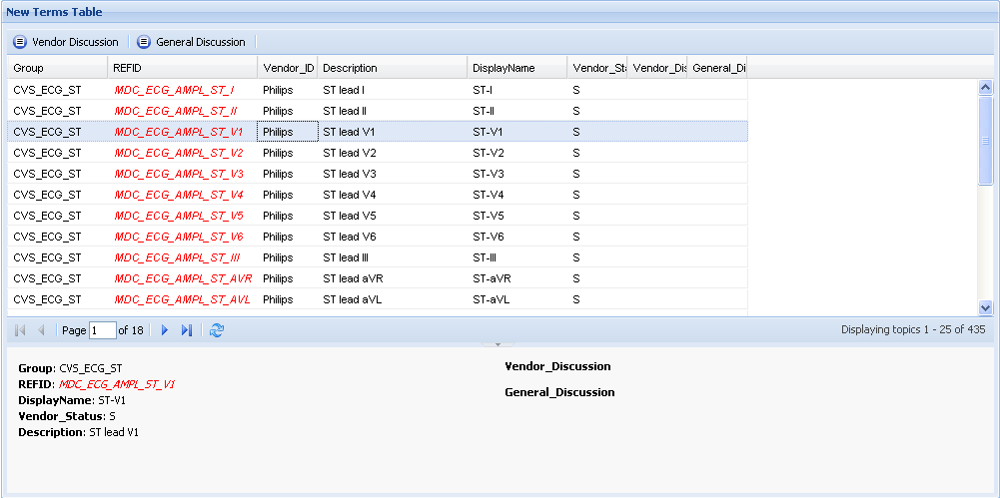 New Terms Table
Vendor Discussion General Discussion
Group REFID Vendor_ID Description DisplayName Vendor_Sta Vendor_Dis General_Di
CVS_ECG_ST MDC_ECG_AMPL_ST_I Philips ST lead I ST-I S
CVS_ECG_ST MDC_ECG_AMPL_ST_II Philips ST lead II ST-II S
CVS_ECG_ST MDC_ECG_AMPL_ST_V1 Philips ST lead V1 ST-V1 S
CVS_ECG_ST MDC_ECG_AMPL_ST_V2 Philips ST lead V2 ST-V2 S
CVS_ECG_ST MDC_ECG_AMPL_ST_V3 Philips ST lead V3 ST-V3 S
CVS_ECG_ST MDC_ECG_AMPL_ST_V4 Philips ST lead V4 ST-V4 S
CVS_ECG_ST MDC_ECG_AMPL_ST_V5 Philips ST lead V5 ST-V5 S
CVS_ECG_ST MDC_ECG_AMPL_ST_V6 Philips ST lead V6 ST-V6 S
CVS_ECG_ST MDC_ECG_AMPL_ST_III Philips ST lead III ST-III S
CVS_ECG_ST MDC_ECG_AMPL_ST_AVR Philips ST lead aVR ST-aVR S
CVS_ECG_ST MDC_ECG_AMPL_ST_AVL Philips ST lead aVL ST-aVL S
Page 1 of 18 Displaying topics 1 - 25 of 435
Group: CVS_ECG_ST
REFID: MDC_ECG_AMPL_ST_V1
DisplayName: ST-V1
Vendor_Status: S
Description: ST lead V1
Vendor_Discussion
General_Discussion